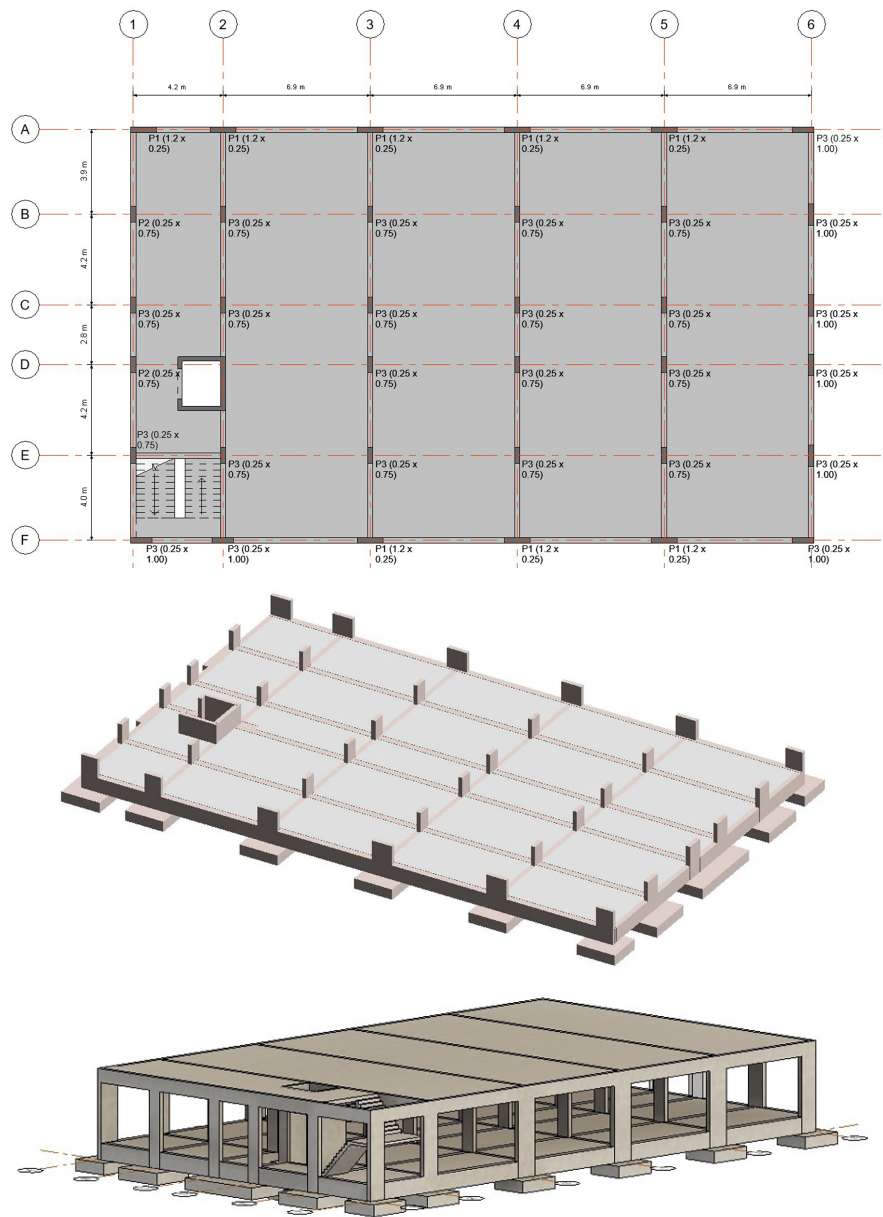 1 2 3 4 5 6
4.2 m 6.9 m 6.9 m 6.9 m 6.9 m
A
P1 (1.2 x P1 (1.2 x P1 (1.2 x P1 (1.2 x P1 (1.2 x P3 (0.25 x
0.25) 0.25) 0.25) 0.25) 0.25) 1.00)
3.9 m
B
P2 (0.25 x P3 (0.25 x P3 (0.25 x P3 (0.25 x P3 (0.25 x P3 (0.25 x
0.75) 0.75) 0.75) 0.75) 0.75) 1.00)
4.2 m
C
P3 (0.25 x P3 (0.25 x P3 (0.25 x P3 (0.25 x P3 (0.25 x P3 (0.25 x
0.75) 0.75) 0.75) 0.75) 0.75) 1.00)
2.8 m
D
P2 (0.25 x P3 (0.25 x P3 (0.25 x P3 (0.25 x P3 (0.25 x
0.75) 0.75) 0.75) 0.75) 1.00)
4.2 m
P3 (0.25 x
0.75)
E
P3 (0.25 x P3 (0.25 x P3 (0.25 x P3 (0.25 x P3 (0.25 x
0.75) 0.75) 0.75) 0.75) 1.00)
4.0 m
F
P3 (0.25 x P3 (0.25 x P1 (1.2 x P1 (1.2 x P1 (1.2 x P3 (0.25 x
1.00) 1.00) 0.25) 0.25) 0.25) 1.00)